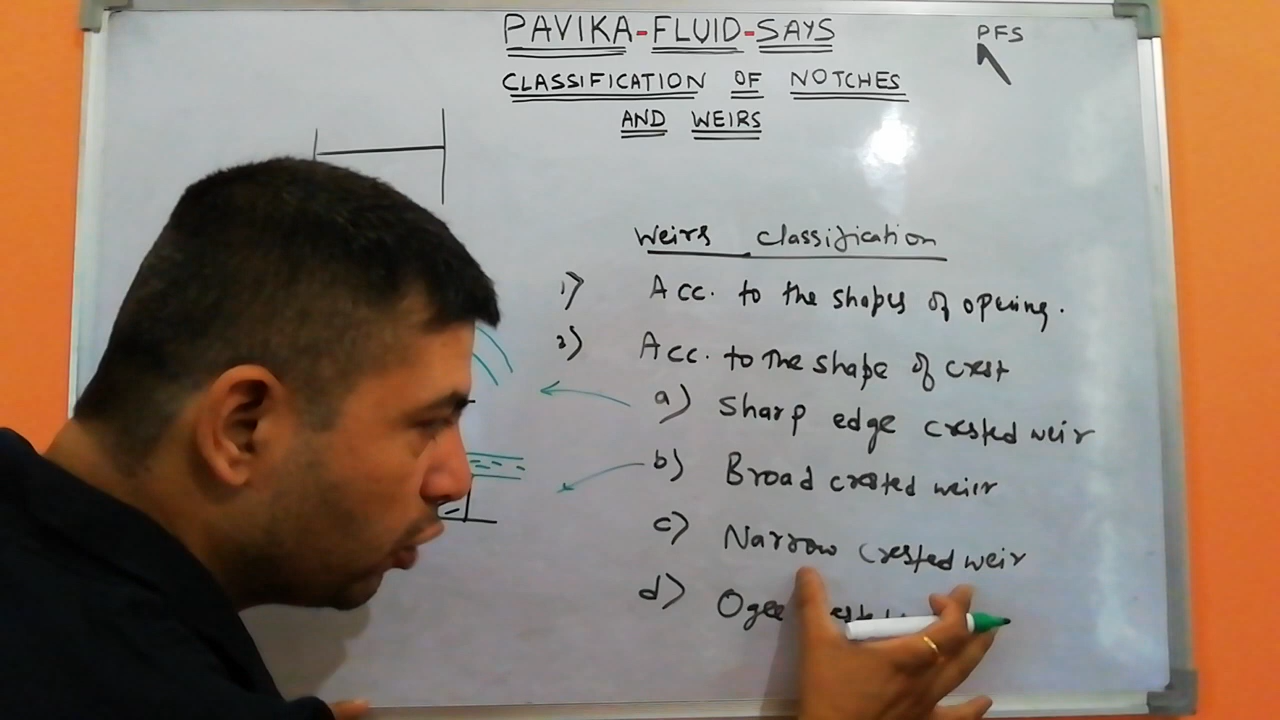 PAVIKA-FLUID-SAYS
PFS
CLASSIFICATION OF NOTCHES
AND WEIRS
Weirs classification
1) Acc. to the shapes of opening.
2) Acc. to the shape of crest
a) Sharp edge crested weir
b) Broad crested weir
c) Narrow crested weir
d) Ogee